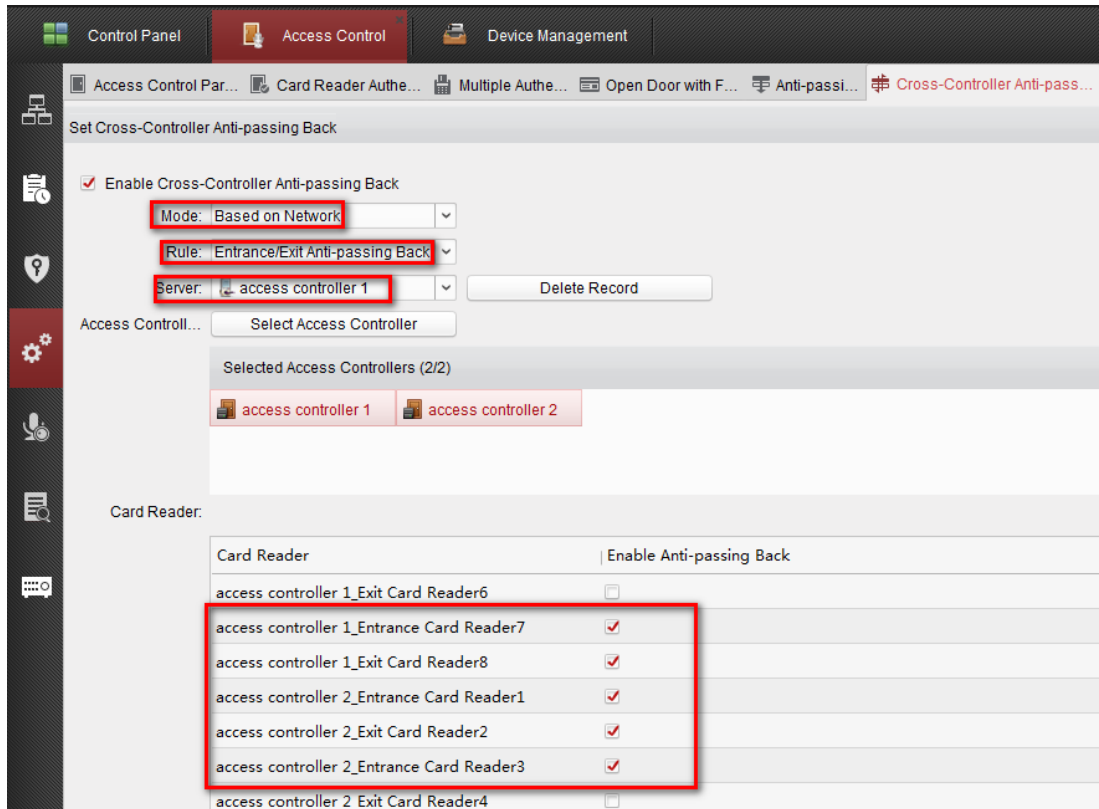 Control Panel Access Control Device Management
Access Control Par... Card Reader Authe... Multiple Authe... Open Door with F... Anti-passi... Cross-Controller Anti-pass...
Set Cross-Controller Anti-passing Back
Enable Cross-Controller Anti-passing Back
Mode: Based on Network
Rule: Entrance/Exit Anti-passing Back
Server: access controller 1 Delete Record
Access Controll... Select Access Controller
Selected Access Controllers (2/2)
access controller 1 access controller 2
Card Reader:
Card Reader Enable Anti-passing Back
access controller 1_Exit Card Reader6
access controller 1_Entrance Card Reader7
access controller 1_Exit Card Reader8
access controller 2_Entrance Card Reader1
access controller 2_Exit Card Reader2
access controller 2_Entrance Card Reader3
access controller 2_Exit Card Reader4